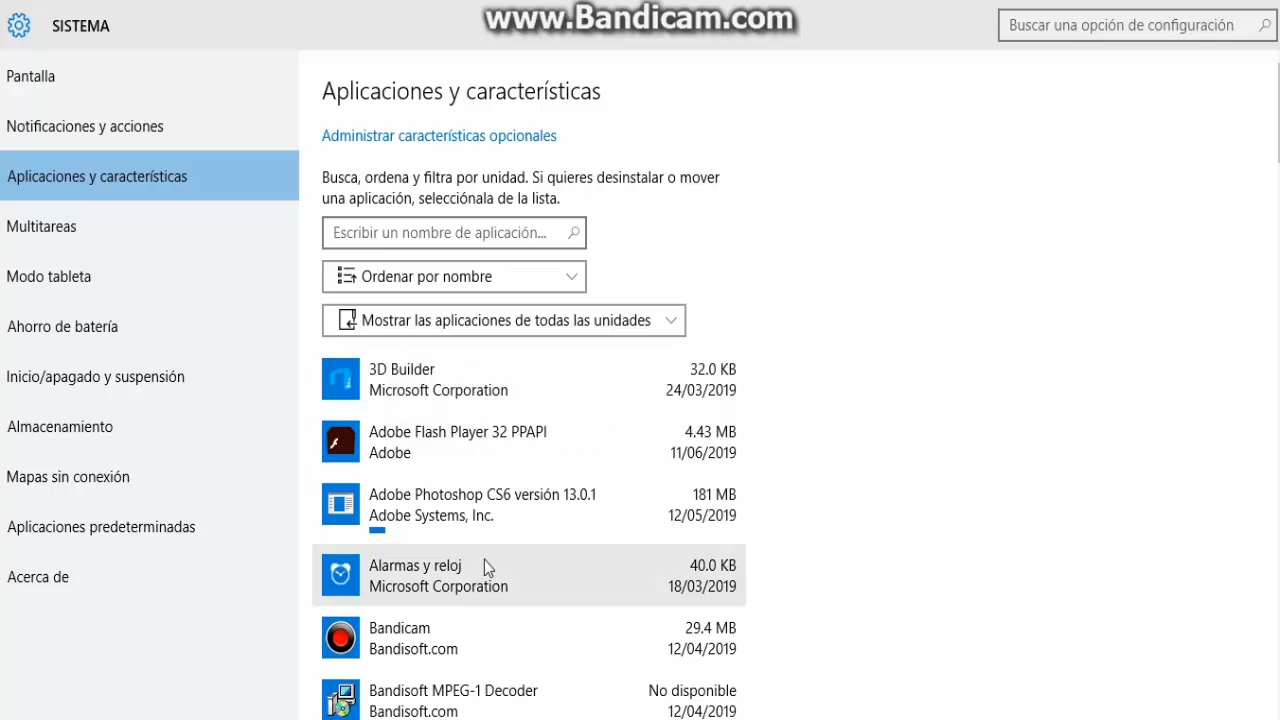 www.Bandicam.com
SISTEMA
Buscar una opción de configuración
Pantalla
Notificaciones y acciones
Aplicaciones y características
Multitareas
Modo tableta
Ahorro de batería
Inicio/apagado y suspensión
Almacenamiento
Mapas sin conexión
Aplicaciones predeterminadas
Acerca de
Aplicaciones y características
Administrar características opcionales
Busca, ordena y filtra por unidad. Si quieres desinstalar o mover
una aplicación, selecciónala de la lista.
Escribir un nombre de aplicación...
Ordenar por nombre
Mostrar las aplicaciones de todas las unidades
3D Builder 32.0 KB
Microsoft Corporation 24/03/2019
Adobe Flash Player 32 PPAPI 4.43 MB
Adobe 11/06/2019
Adobe Photoshop CS6 versión 13.0.1 181 MB
Adobe Systems, Inc. 12/05/2019
Alarmas y reloj 40.0 KB
Microsoft Corporation 18/03/2019
Bandicam 29.4 MB
Bandisoft.com 12/04/2019
Bandisoft MPEG-1 Decoder No disponible
Bandisoft.com 12/04/2019